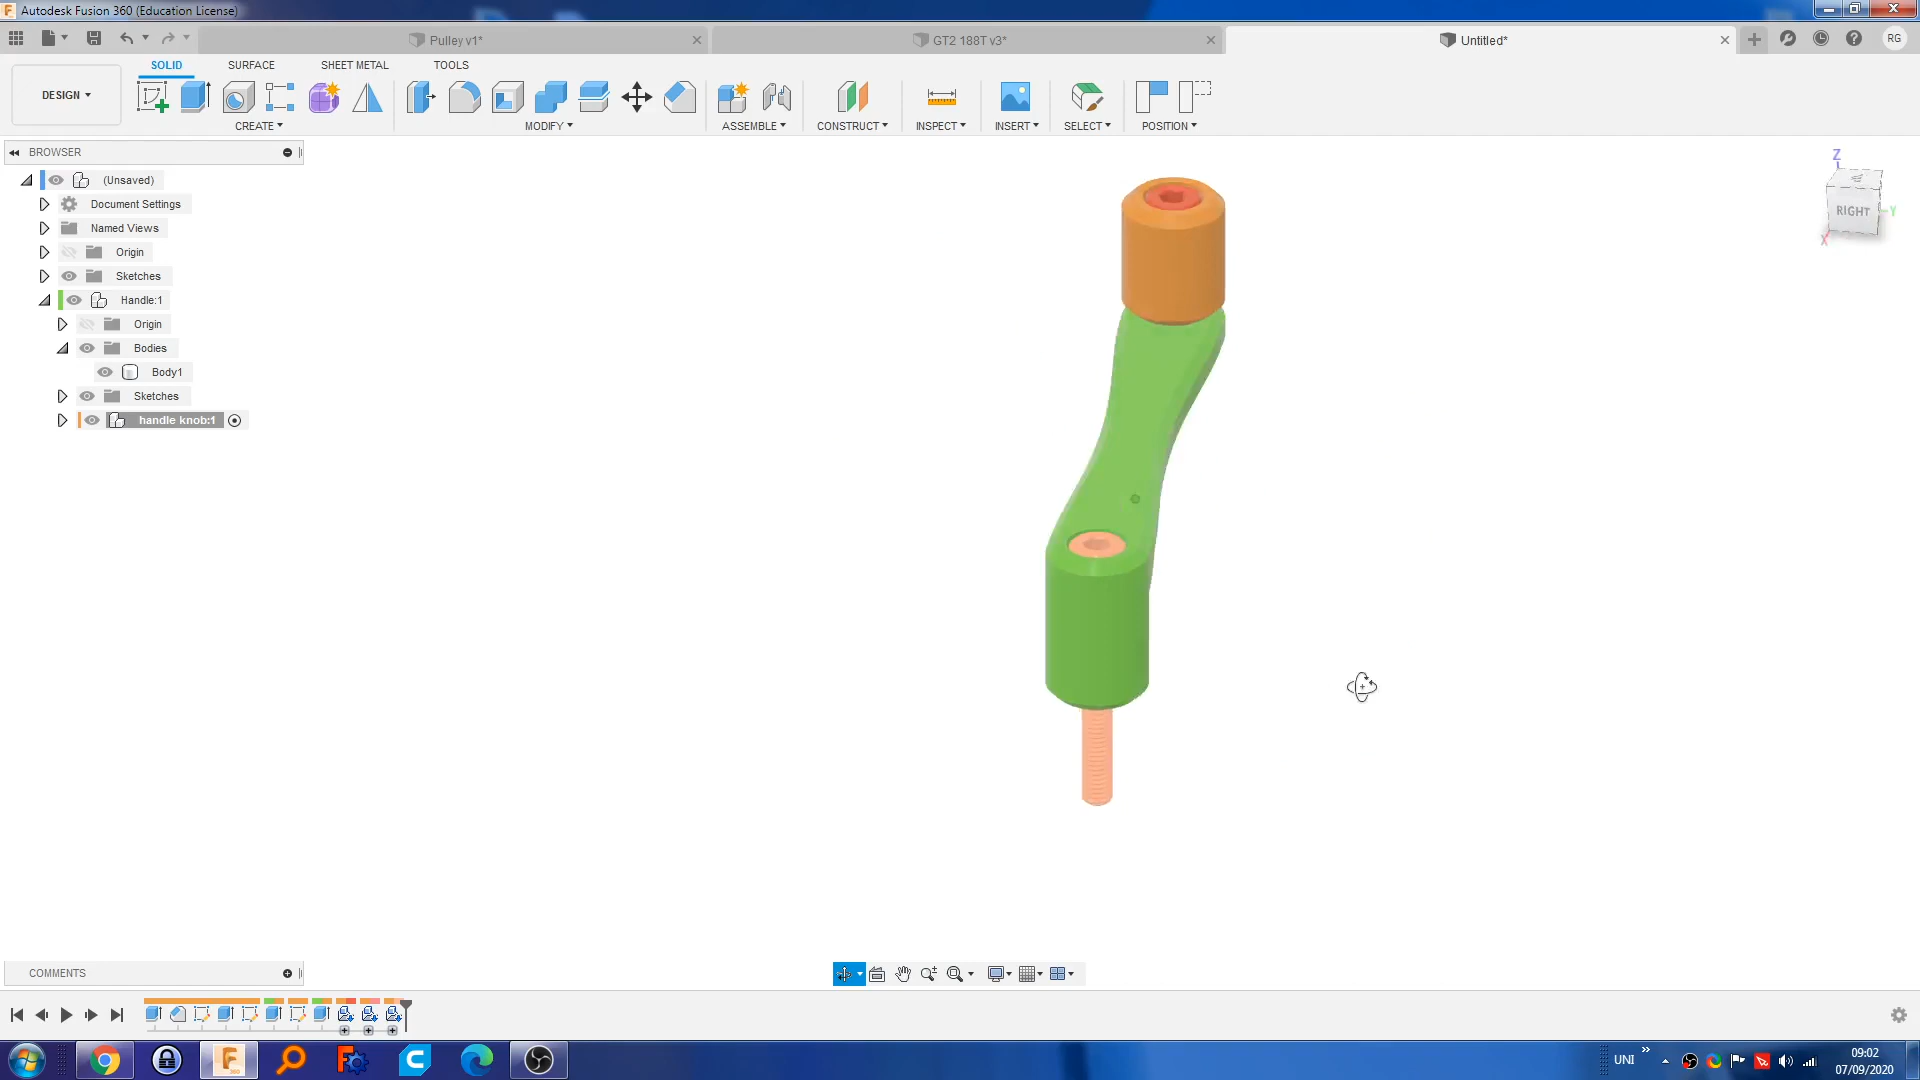 Autodesk Fusion 360 (Education License)
Pulley v1*
GT2 188T v3*
Untitled*
RG
DESIGN
SOLID
SURFACE
SHEET METAL
TOOLS
CREATE
MODIFY
ASSEMBLE
CONSTRUCT
INSPECT
INSERT
SELECT
POSITION
BROWSER
(Unsaved)
Document Settings
Named Views
Origin
Sketches
Handle:1
Origin
Bodies
Body1
Sketches
handle knob:1
Z
RIGHT
Y
X
COMMENTS
UNI
09:02
07/09/2020